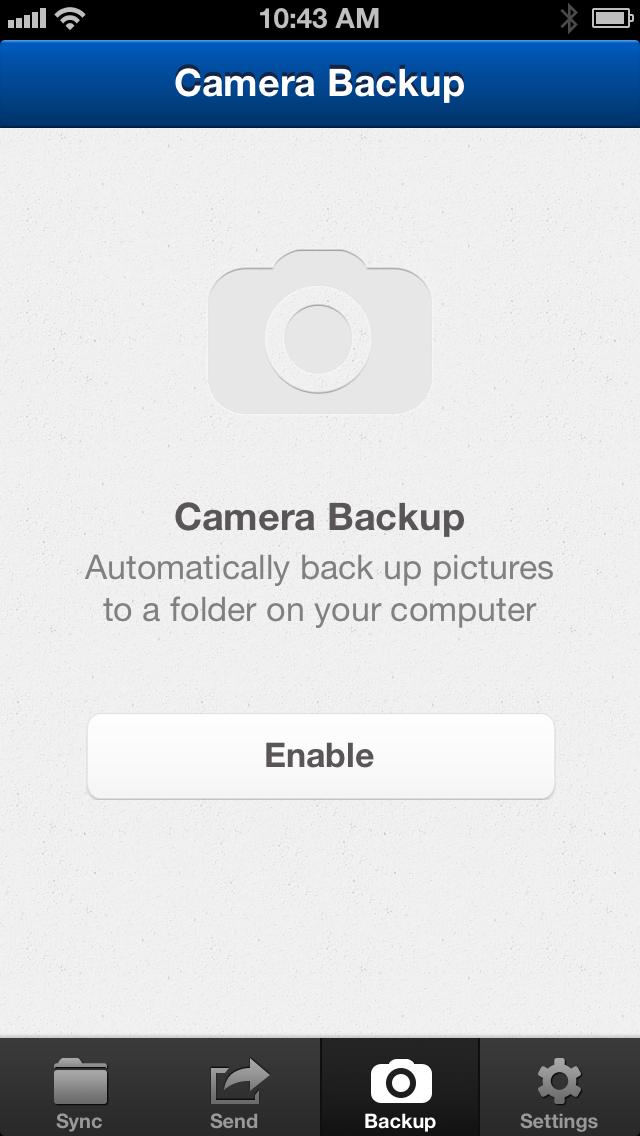 10:43 AM
Camera Backup
Camera Backup
Automatically back up pictures
to a folder on your computer
Enable
Sync
Send
Backup
Settings